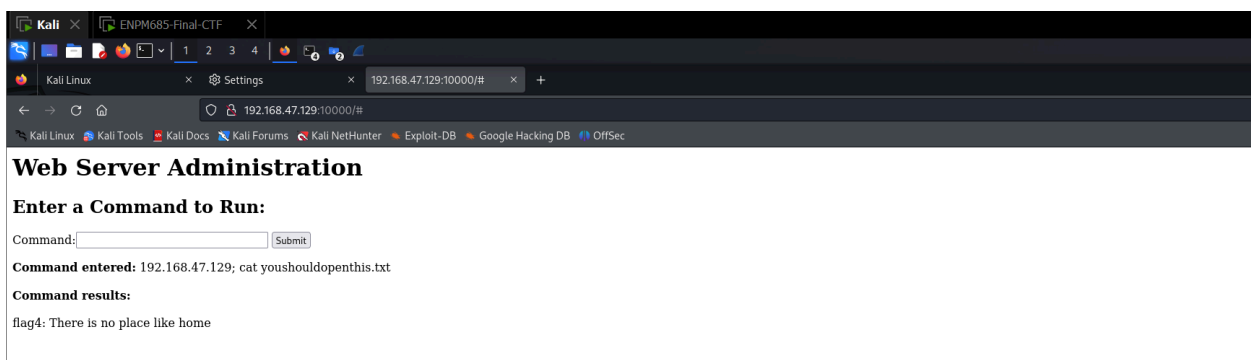 Kali
ENPM685-Final-CTF
1 2 3 4
Kali Linux
Settings
192.168.47.129:10000/#
192.168.47.129:10000/#
Kali Linux Kali Tools Kali Docs Kali Forums Kali NetHunter Exploit-DB Google Hacking DB OffSec
Web Server Administration
Enter a Command to Run:
Command: Submit
Command entered: 192.168.47.129; cat youshouldopenthis.txt
Command results:
flag4: There is no place like home